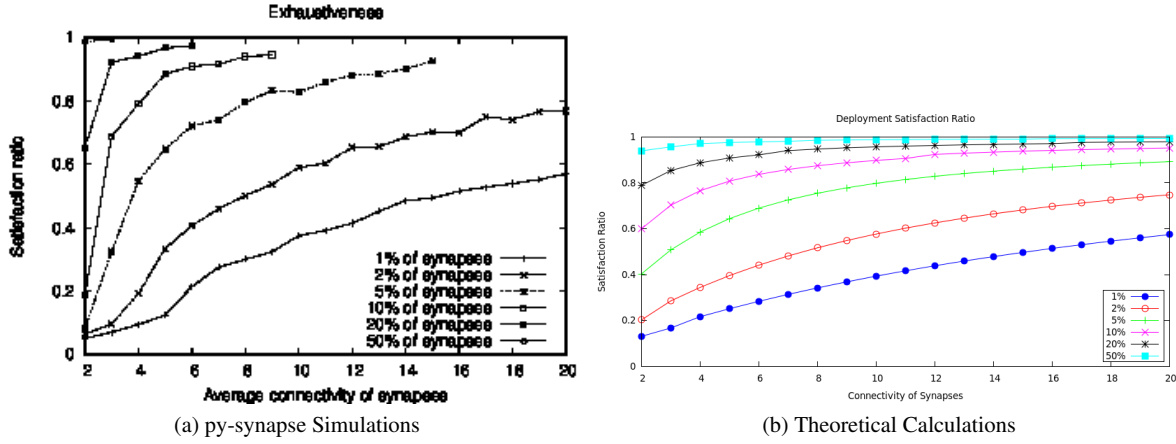 Exhaustiveness
Satisfaction ratio
1
0.8
0.6
0.4
0.2
0
1% of synapses
2% of synapses
5% of synapses
10% of synapses
20% of synapses
50% of synapses
2 4 6 8 10 12 14 16 18 20
Average connectivity of synapses
(a) py-synapse Simulations
Deployment Satisfaction Ratio
Satisfaction Ratio
1
0.8
0.6
0.4
0.2
0
1%
2%
5%
10%
20%
50%
2 4 6 8 10 12 14 16 18 20
Connectivity of Synapses
(b) Theoretical Calculations